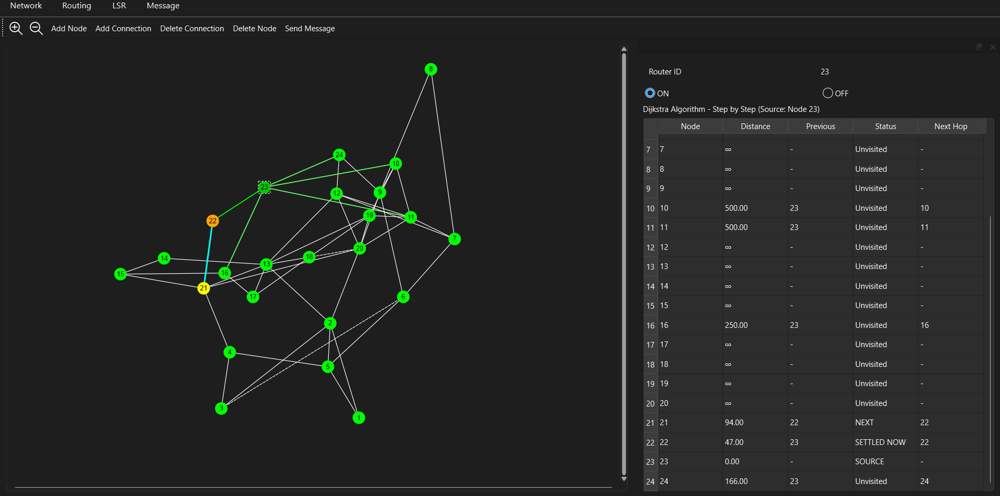 Network Routing LSR Message
Add Node Add Connection Delete Connection Delete Node Send Message
Router ID 23
ON OFF
Dijkstra Algorithm - Step by Step (Source: Node 23)
Node Distance Previous Status Next Hop
7 7 ∞ - Unvisited -
8 8 ∞ - Unvisited -
9 9 ∞ - Unvisited -
10 10 500.00 23 Unvisited 10
11 11 500.00 23 Unvisited 11
12 12 ∞ - Unvisited -
13 13 ∞ - Unvisited -
14 14 ∞ - Unvisited -
15 15 ∞ - Unvisited -
16 16 250.00 23 Unvisited 16
17 17 ∞ - Unvisited -
18 18 ∞ - Unvisited -
19 19 ∞ - Unvisited -
20 20 ∞ - Unvisited -
21 21 94.00 22 NEXT 22
22 22 47.00 23 SETTLED NOW 22
23 23 0.00 - SOURCE -
24 24 166.00 23 Unvisited 24
8
24
10
23
12
9
19
11
22
7
20
14
18
13
15
16
21
17
6
2
4
5
3
1